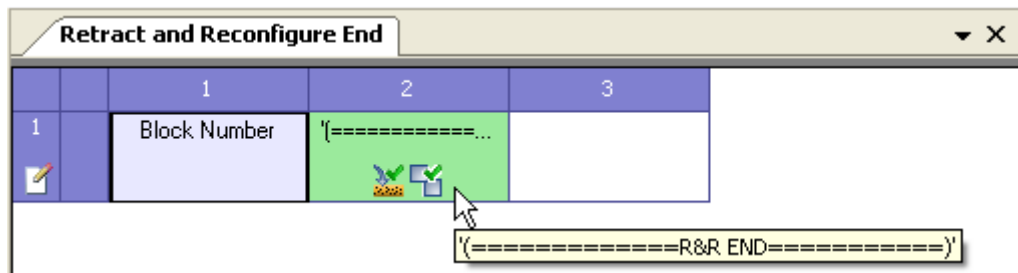 Retract and Reconfigure End
1 2 3
1 Block Number '(============...
'(=============R&R END===========)'